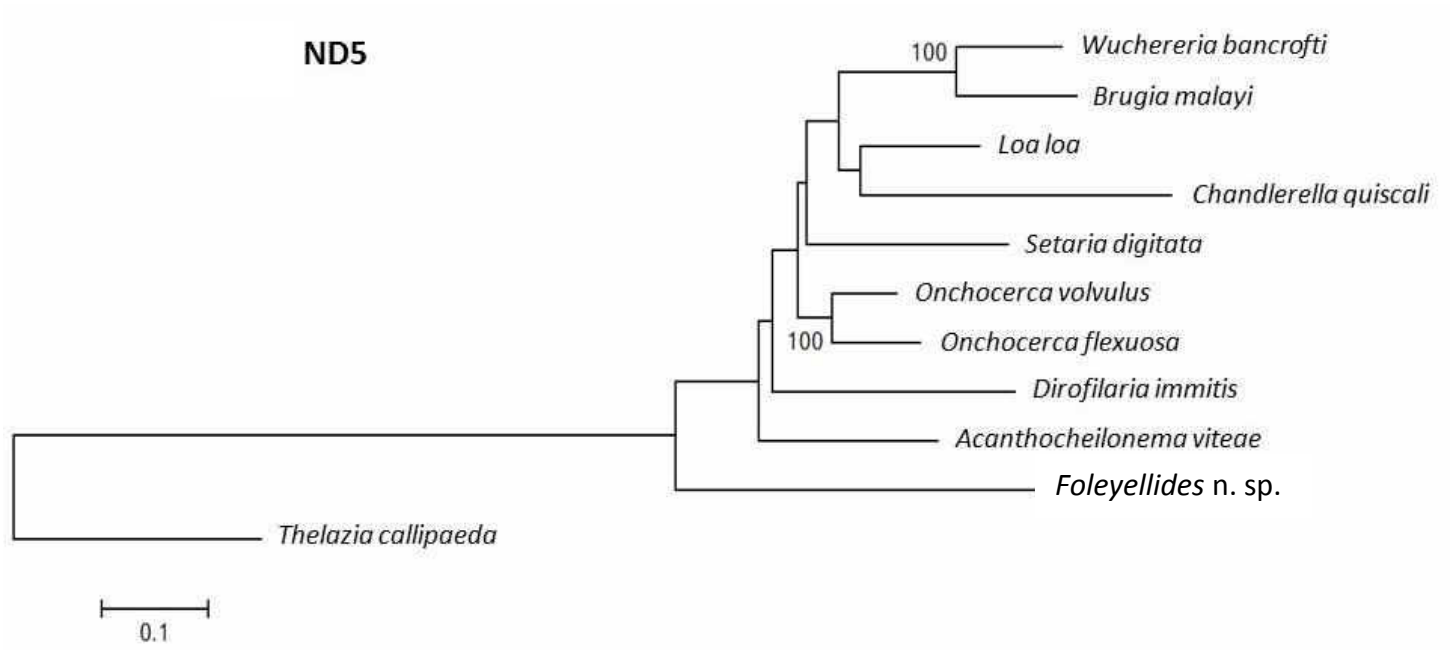 ND5
100
Wuchereria bancrofti
Brugia malayi
Loa loa
Chandlerella quiscali
Setaria digitata
Onchocerca volvulus
100
Onchocerca flexuosa
Dirofilaria immitis
Acanthocheilonema viteae
Foleyellides n. sp.
Thelazia callipaeda
0.1